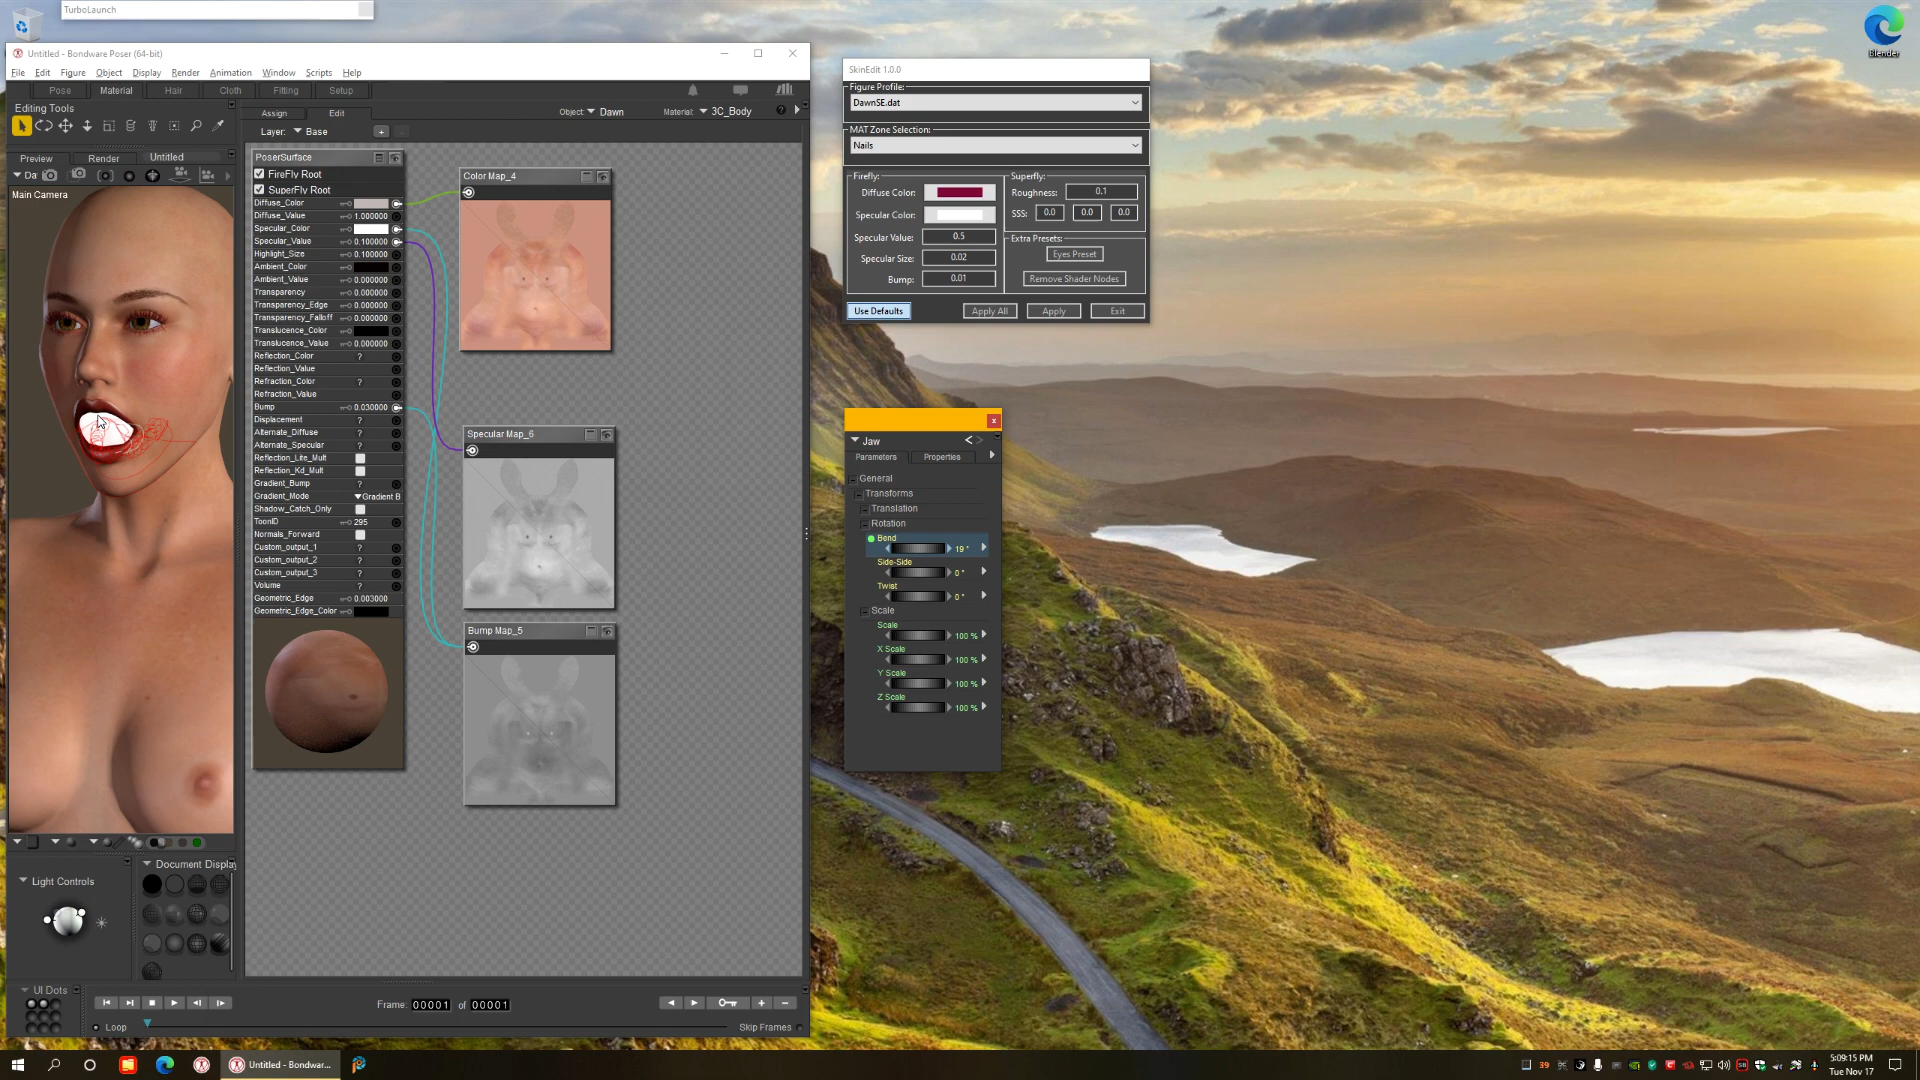 TurboLaunch
Blender
Untitled - Bondware Poser (64-bit)
File Edit Figure Object Display Render Animation Window Scripts Help
Pose Material Hair Cloth Fitting Setup
Editing Tools
Assign Edit
Object: Dawn Material: 3C_Body
Layer: Base
Preview Render Untitled
Da
Main Camera
PoserSurface
FireFly Root
SuperFly Root
Diffuse_Color
Diffuse_Value 1.000000
Specular_Color
Specular_Value 0.100000
Highlight_Size 0.100000
Ambient_Color
Ambient_Value 0.000000
Transparency 0.000000
Transparency_Edge 0.000000
Transparency_Falloff 0.000000
Translucence_Color
Translucence_Value 0.000000
Reflection_Color ?
Reflection_Value
Refraction_Color ?
Refraction_Value
Bump 0.030000
Displacement ?
Alternate_Diffuse ?
Alternate_Specular ?
Reflection_Lite_Mult
Reflection_Kd_Mult
Gradient_Bump ?
Gradient_Mode Gradient B
Shadow_Catch_Only
ToonID 295
Normals_Forward
Custom_output_1 ?
Custom_output_2 ?
Custom_output_3 ?
Volume ?
Geometric_Edge 0.003000
Geometric_Edge_Color
Color Map_4
Specular Map_6
Bump Map_5
Light Controls
Document Display
UI Dots
Frame: 00001 of 00001
Loop
Skip Frames
SkinEdit 1.0.0
Figure Profile:
DawnSE.dat
MAT Zone Selection:
Nails
Firefly:
Diffuse Color:
Specular Color:
Specular Value: 0.5
Specular Size: 0.02
Bump: 0.01
Superfly:
Roughness: 0.1
SSS: 0.0 0.0 0.0
Extra Presets:
Eyes Preset
Remove Shader Nodes
Use Defaults Apply All Apply Exit
Jaw
Parameters Properties
General
Transforms
Translation
Rotation
Bend
19 °
Side-Side
0 °
Twist
0 °
Scale
Scale
100 %
X Scale
100 %
Y Scale
100 %
Z Scale
100 %
Untitled - Bondwar...
39
5:09:15 PM
Tue Nov 17